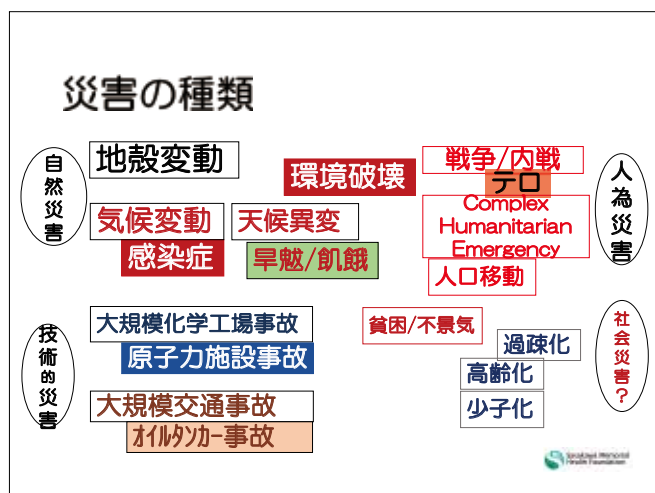 災害の種類
自然災害
地殻変動
環境破壊
戦争/内戦
テロ
人為災害
気候変動
天候異変
Complex
Humanitarian
Emergency
感染症
旱魃/飢餓
人口移動
技術的災害
大規模化学工場事故
原子力施設事故
貧困/不景気
社会災害？
過疎化
高齢化
大規模交通事故
少子化
ｵｲﾙﾀﾝｶｰ事故
Sasakawa Memorial
Health Foundation